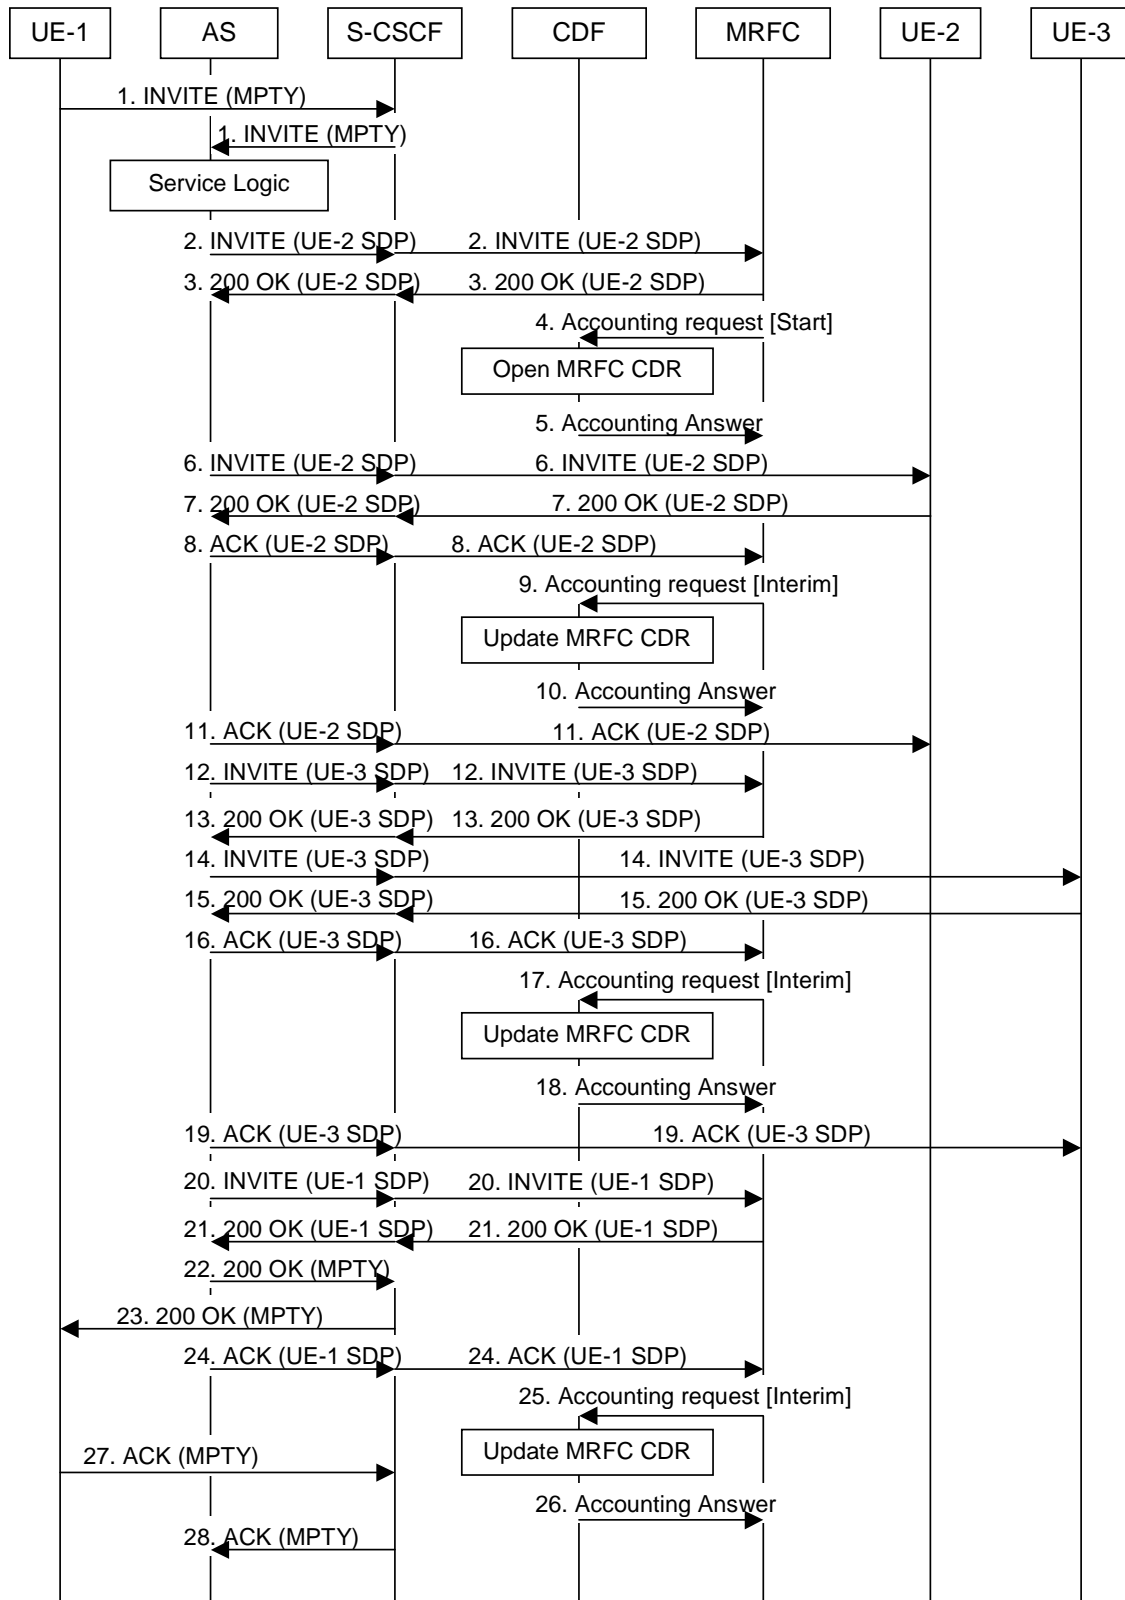 UE-1 AS S-CSCF CDF MRFC UE-2 UE-3
1. INVITE (MPTY)
1. INVITE (MPTY)
Service Logic
2. INVITE (UE-2 SDP) 2. INVITE (UE-2 SDP)
3. 200 OK (UE-2 SDP) 3. 200 OK (UE-2 SDP)
4. Accounting request [Start]
Open MRFC CDR
5. Accounting Answer
6. INVITE (UE-2 SDP) 6. INVITE (UE-2 SDP)
7. 200 OK (UE-2 SDP) 7. 200 OK (UE-2 SDP)
8. ACK (UE-2 SDP) 8. ACK (UE-2 SDP)
9. Accounting request [Interim]
Update MRFC CDR
10. Accounting Answer
11. ACK (UE-2 SDP) 11. ACK (UE-2 SDP)
12. INVITE (UE-3 SDP) 12. INVITE (UE-3 SDP)
13. 200 OK (UE-3 SDP) 13. 200 OK (UE-3 SDP)
14. INVITE (UE-3 SDP) 14. INVITE (UE-3 SDP)
15. 200 OK (UE-3 SDP) 15. 200 OK (UE-3 SDP)
16. ACK (UE-3 SDP) 16. ACK (UE-3 SDP)
17. Accounting request [Interim]
Update MRFC CDR
18. Accounting Answer
19. ACK (UE-3 SDP) 19. ACK (UE-3 SDP)
20. INVITE (UE-1 SDP) 20. INVITE (UE-1 SDP)
21. 200 OK (UE-1 SDP) 21. 200 OK (UE-1 SDP)
22. 200 OK (MPTY)
23. 200 OK (MPTY)
24. ACK (UE-1 SDP) 24. ACK (UE-1 SDP)
25. Accounting request [Interim]
Update MRFC CDR
27. ACK (MPTY)
26. Accounting Answer
28. ACK (MPTY)